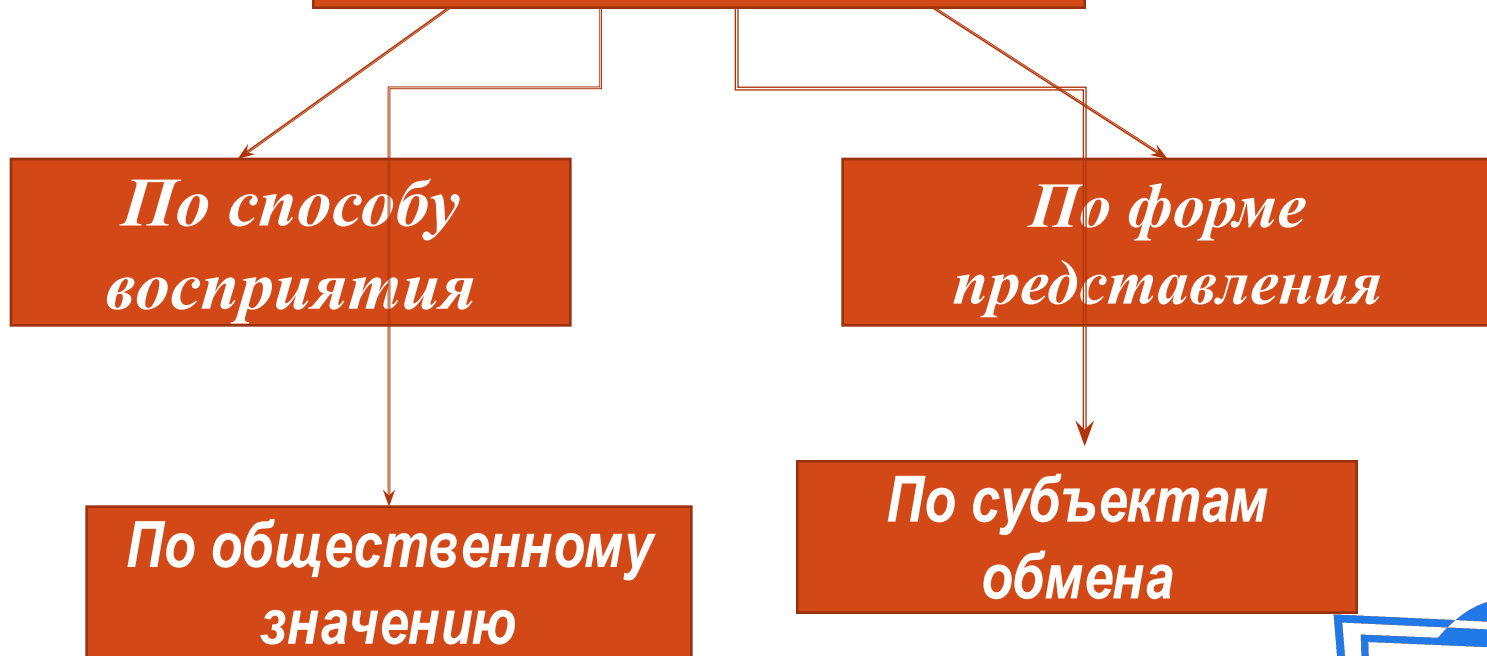 По способу
восприятия
По форме
представления
По общественному
значению
По субъектам
обмена